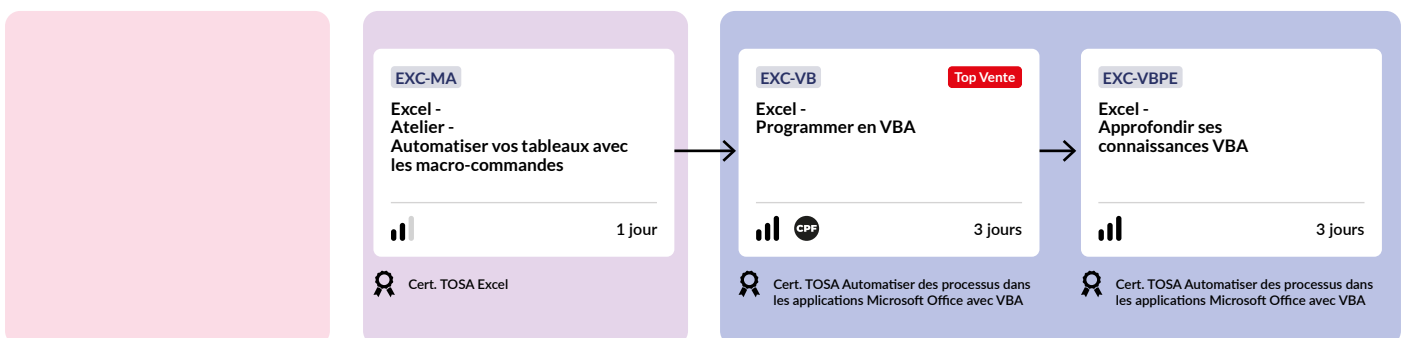 EXC-MA
Excel -
Atelier -
Automatiser vos tableaux avec
les macro-commandes
1 jour
Cert. TOSA Excel
EXC-VB
Top Vente
Excel -
Programmer en VBA
CPF
3 jours
Cert. TOSA Automatiser des processus dans
les applications Microsoft Office avec VBA
EXC-VBPE
Excel -
Approfondir ses
connaissances VBA
3 jours
Cert. TOSA Automatiser des processus dans
les applications Microsoft Office avec VBA